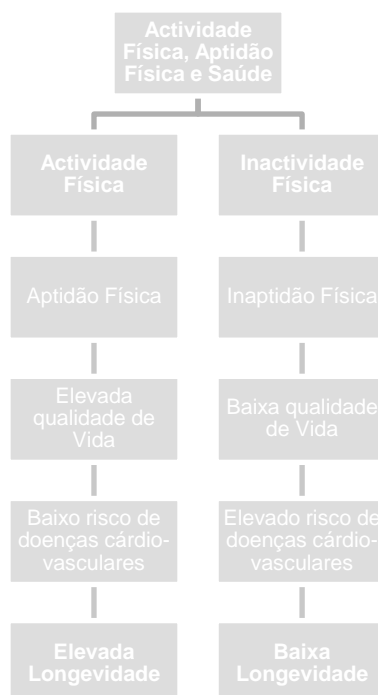 Actividade
Física, Aptidão
Física e Saúde
Actividade
Física
Inactividade
Física
Aptidão Física
Inaptidão Física
Elevada
qualidade de
Vida
Baixa qualidade
de Vida
Baixo risco de
doenças cárdio-
vasculares
Elevado risco de
doenças cárdio-
vasculares
Elevada
Longevidade
Baixa
Longevidade